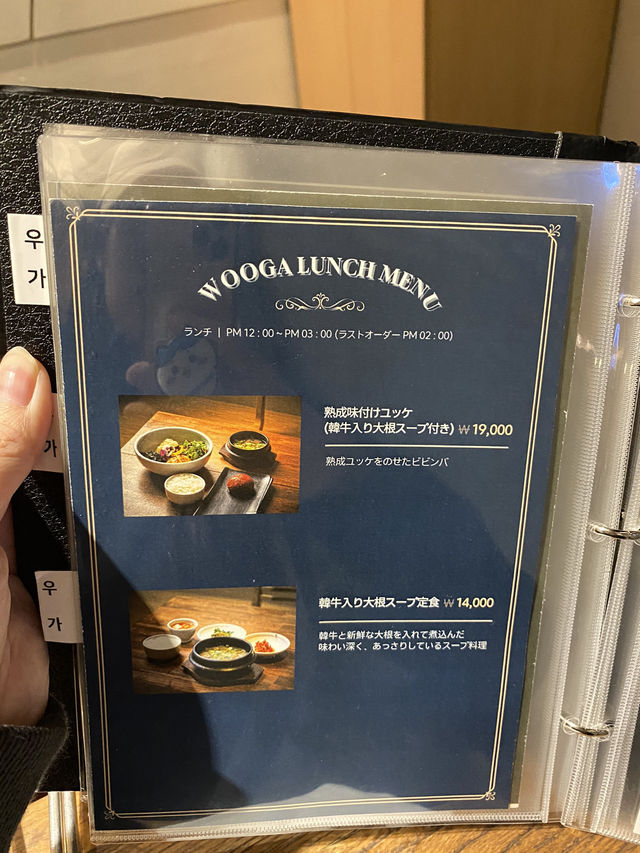 우
가
WOOGA LUNCH MENU
ランチ | PM 12 : 00 ~ PM 03 : 00 (ラストオーダー PM 02 : 00)
熟成味付けユッケ
(韓牛入り大根スープ付き) ₩ 19,000
熟成ユッケをのせたビビンバ
가
韓牛入り大根スープ定食 ₩ 14,000
韓牛と新鮮な大根を入れて煮込んだ
味わい深く、あっさりしているスープ料理
우
가